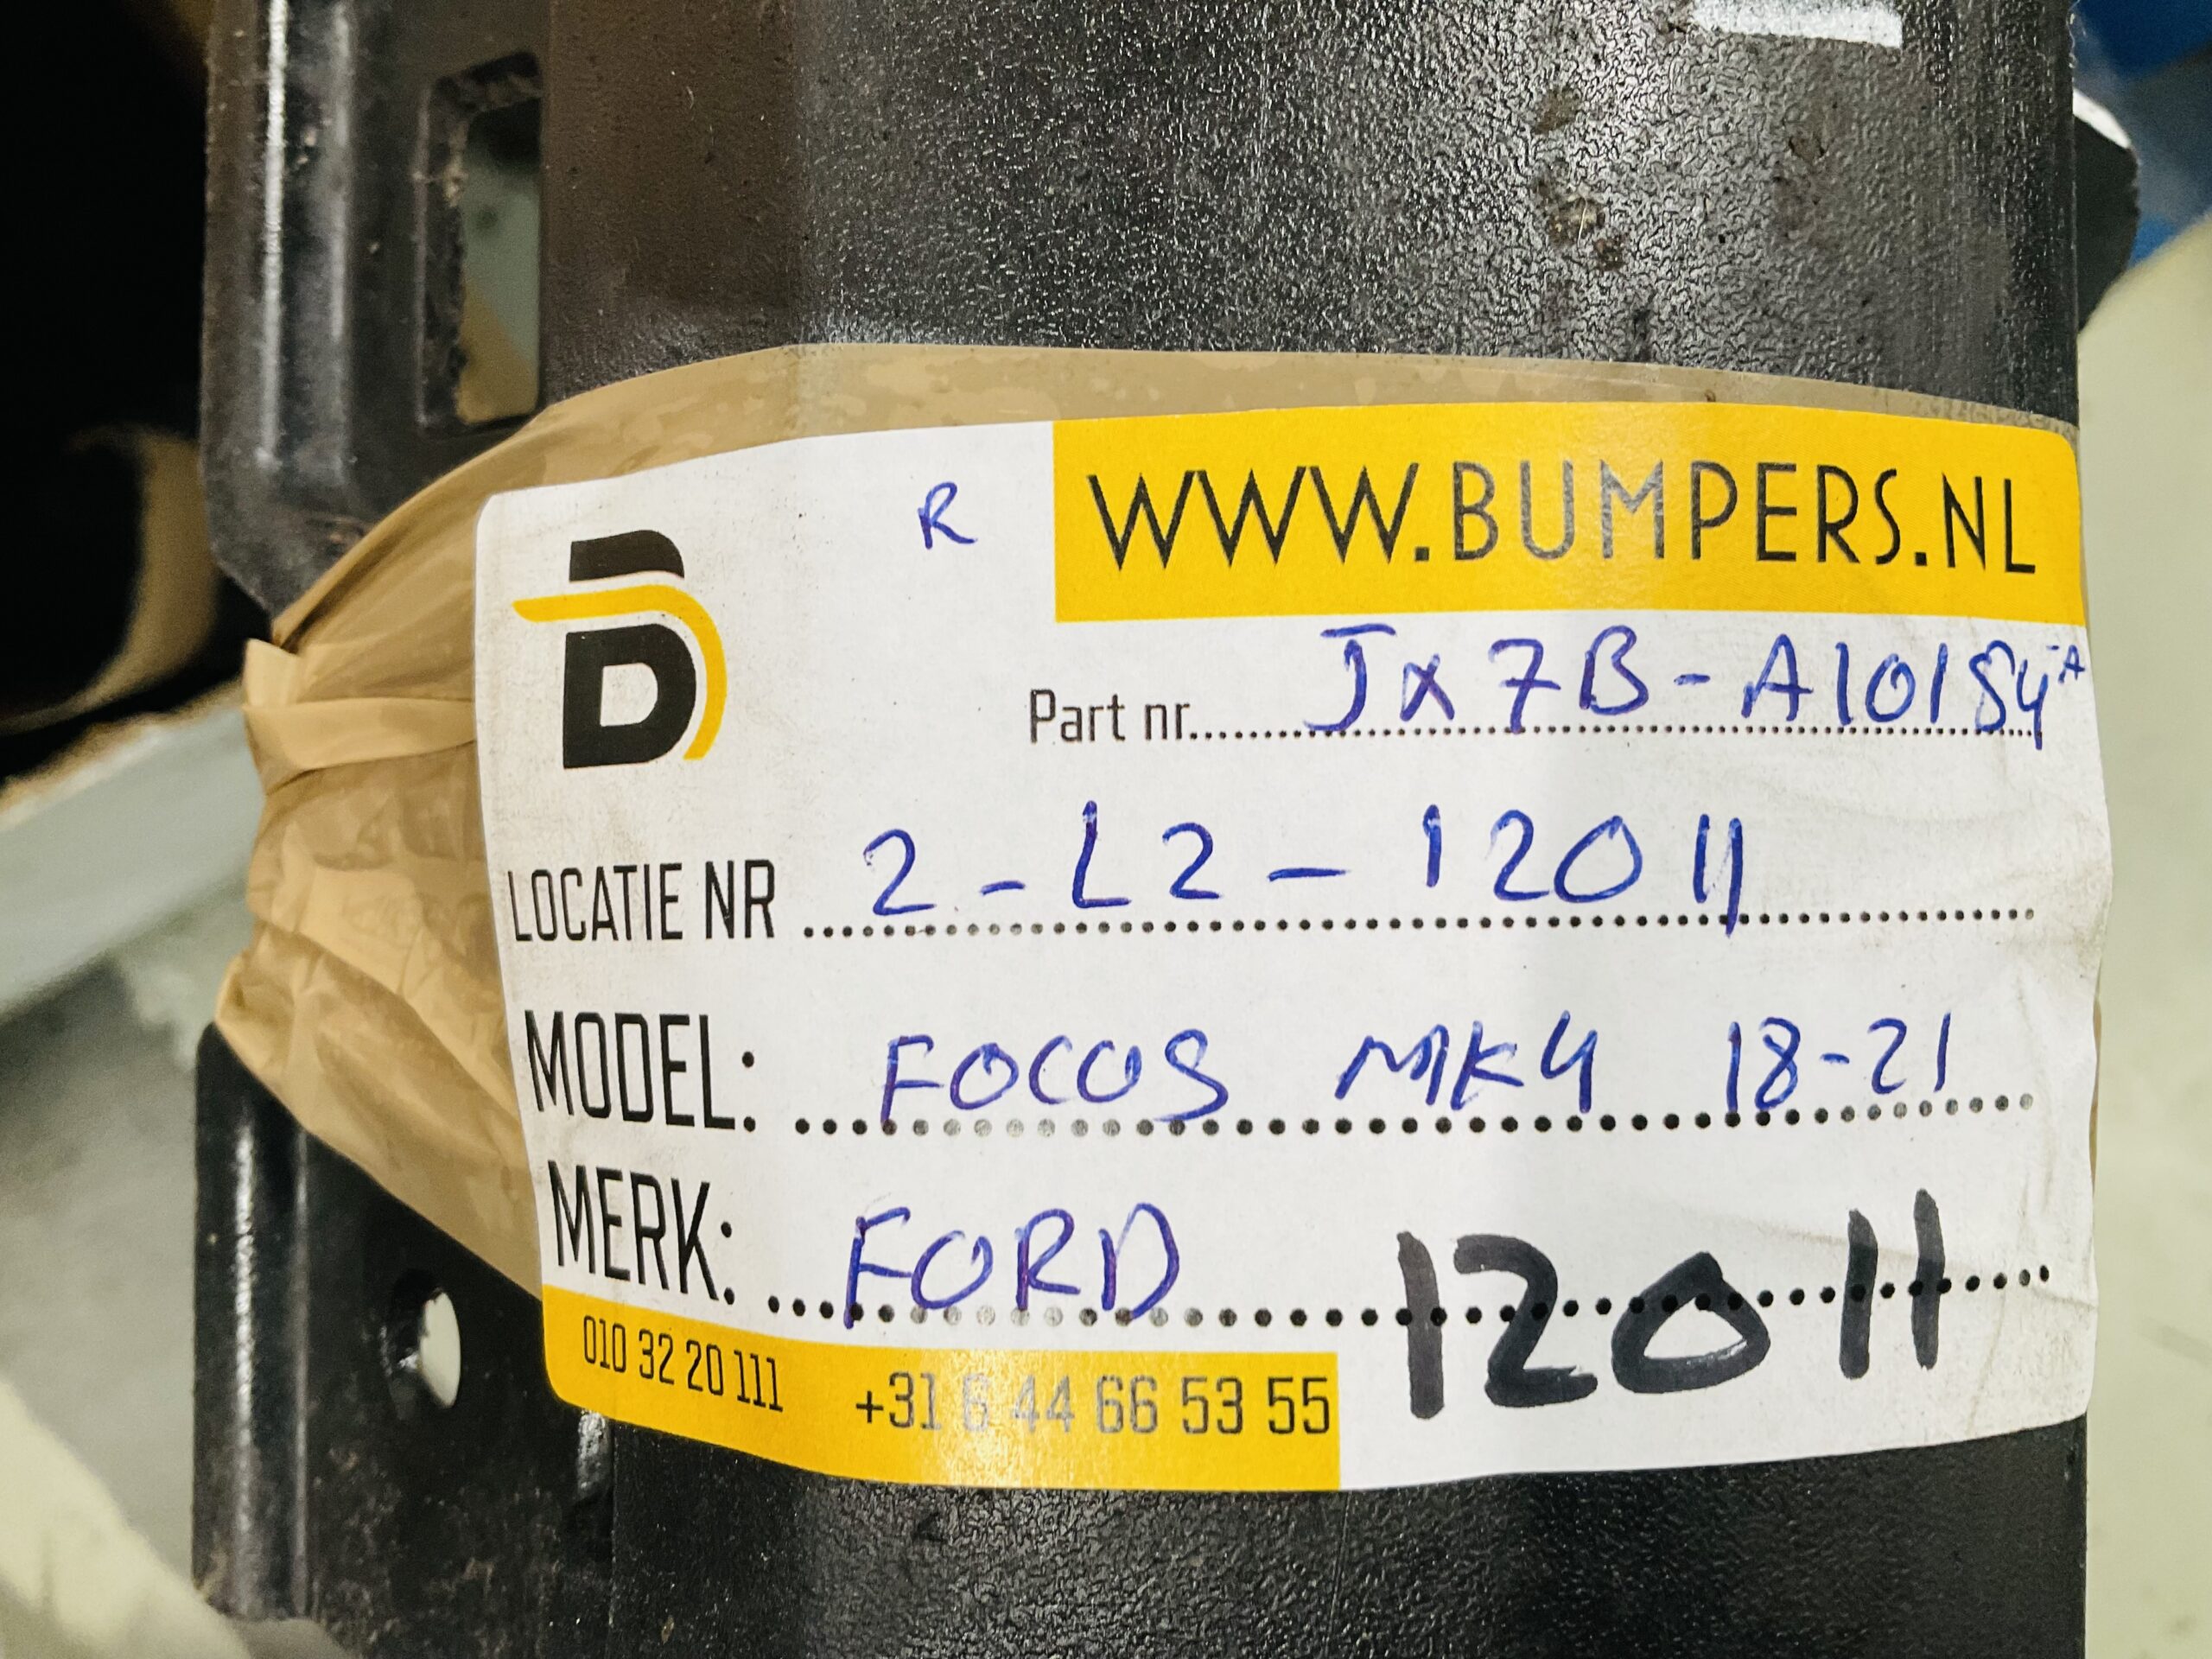 R
WWW.BUMPERS.NL
Part nr. JX7B-A10154-A
LOCATIE NR 2-L2-12011
MODEL: FOCUS MK4 18-21
MERK: FORD
12011
010 32 20 111 +31 6 44 66 53 55